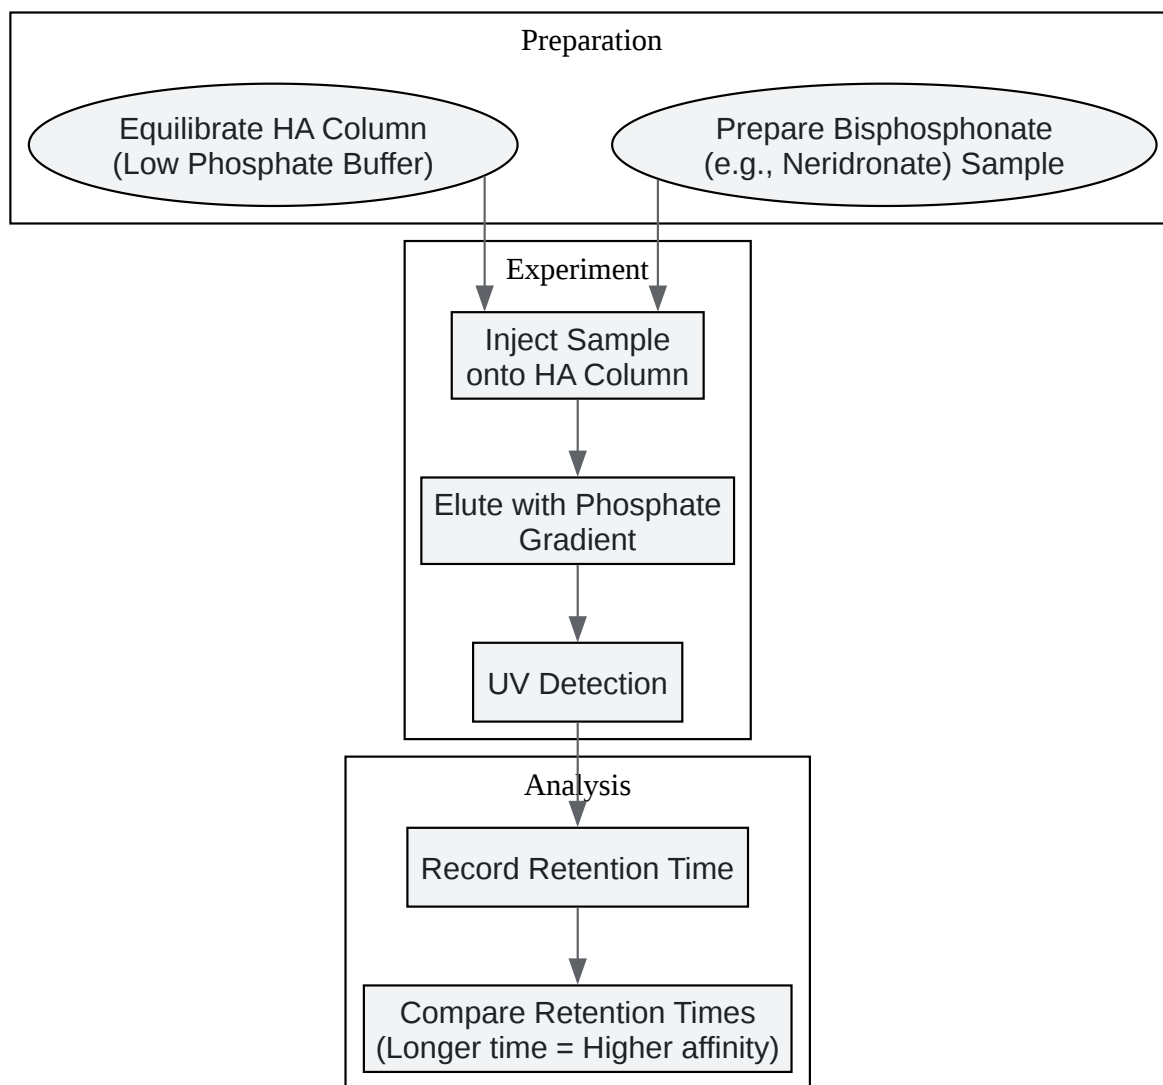 Preparation
Equilibrate HA Column
(Low Phosphate Buffer)
Prepare Bisphosphonate
(e.g., Neridronate) Sample
Experiment
Inject Sample
onto HA Column
Elute with Phosphate
Gradient
UV Detection
Analysis
Record Retention Time
Compare Retention Times
(Longer time = Higher affinity)